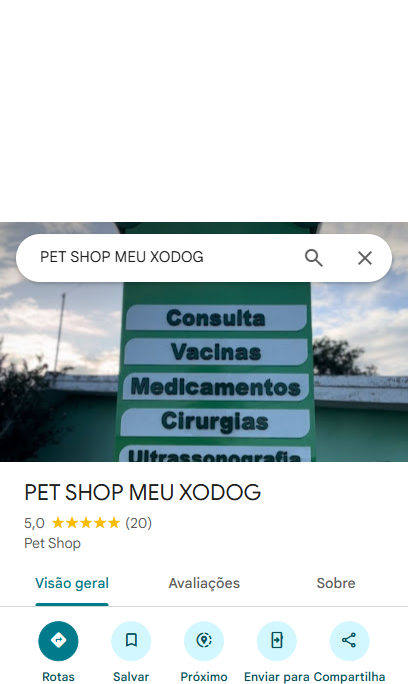 PET SHOP MEU XODOG
Consulta
Vacinas
Medicamentos
Cirurgias
Ultrassonografia
PET SHOP MEU XODOG
5,0 ★★★★★ (20)
Pet Shop
Visão geral Avaliações Sobre
Rotas Salvar Próximo Enviar para Compartilha